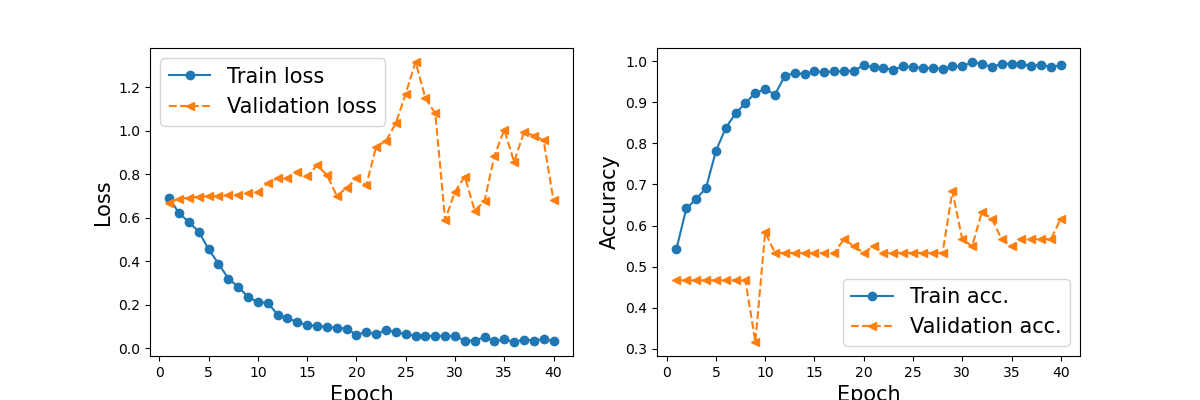 Train loss
Validation loss
Loss
1.2
1.0
0.8
0.6
0.4
0.2
0.0
0 5 10 15 20 25 30 35 40
Epoch
Accuracy
1.0
0.9
0.8
0.7
0.6
0.5
0.4
0.3
Train acc.
Validation acc.
0 5 10 15 20 25 30 35 40
Epoch